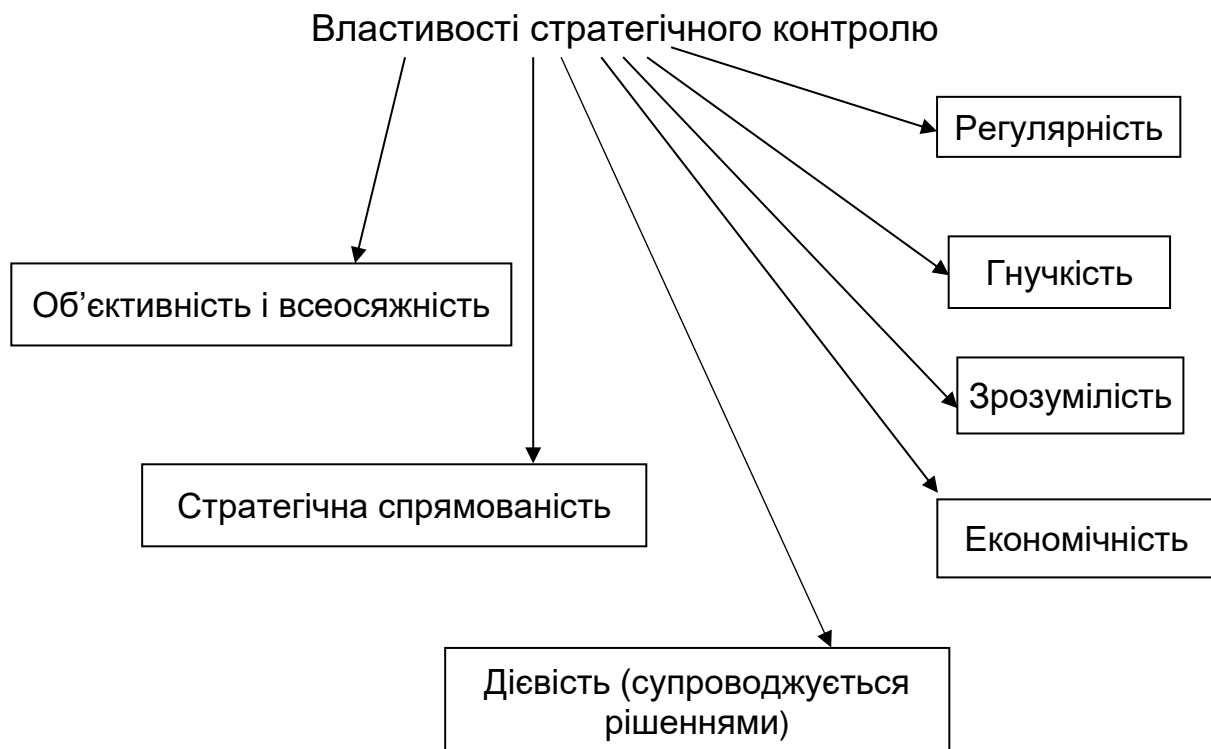 Властивості стратегічного контролю
Регулярність
Гнучкість
Об’єктивність і всеосяжність
Зрозумілість
Стратегічна спрямованість
Економічність
Дієвість (супроводжується
рішеннями)